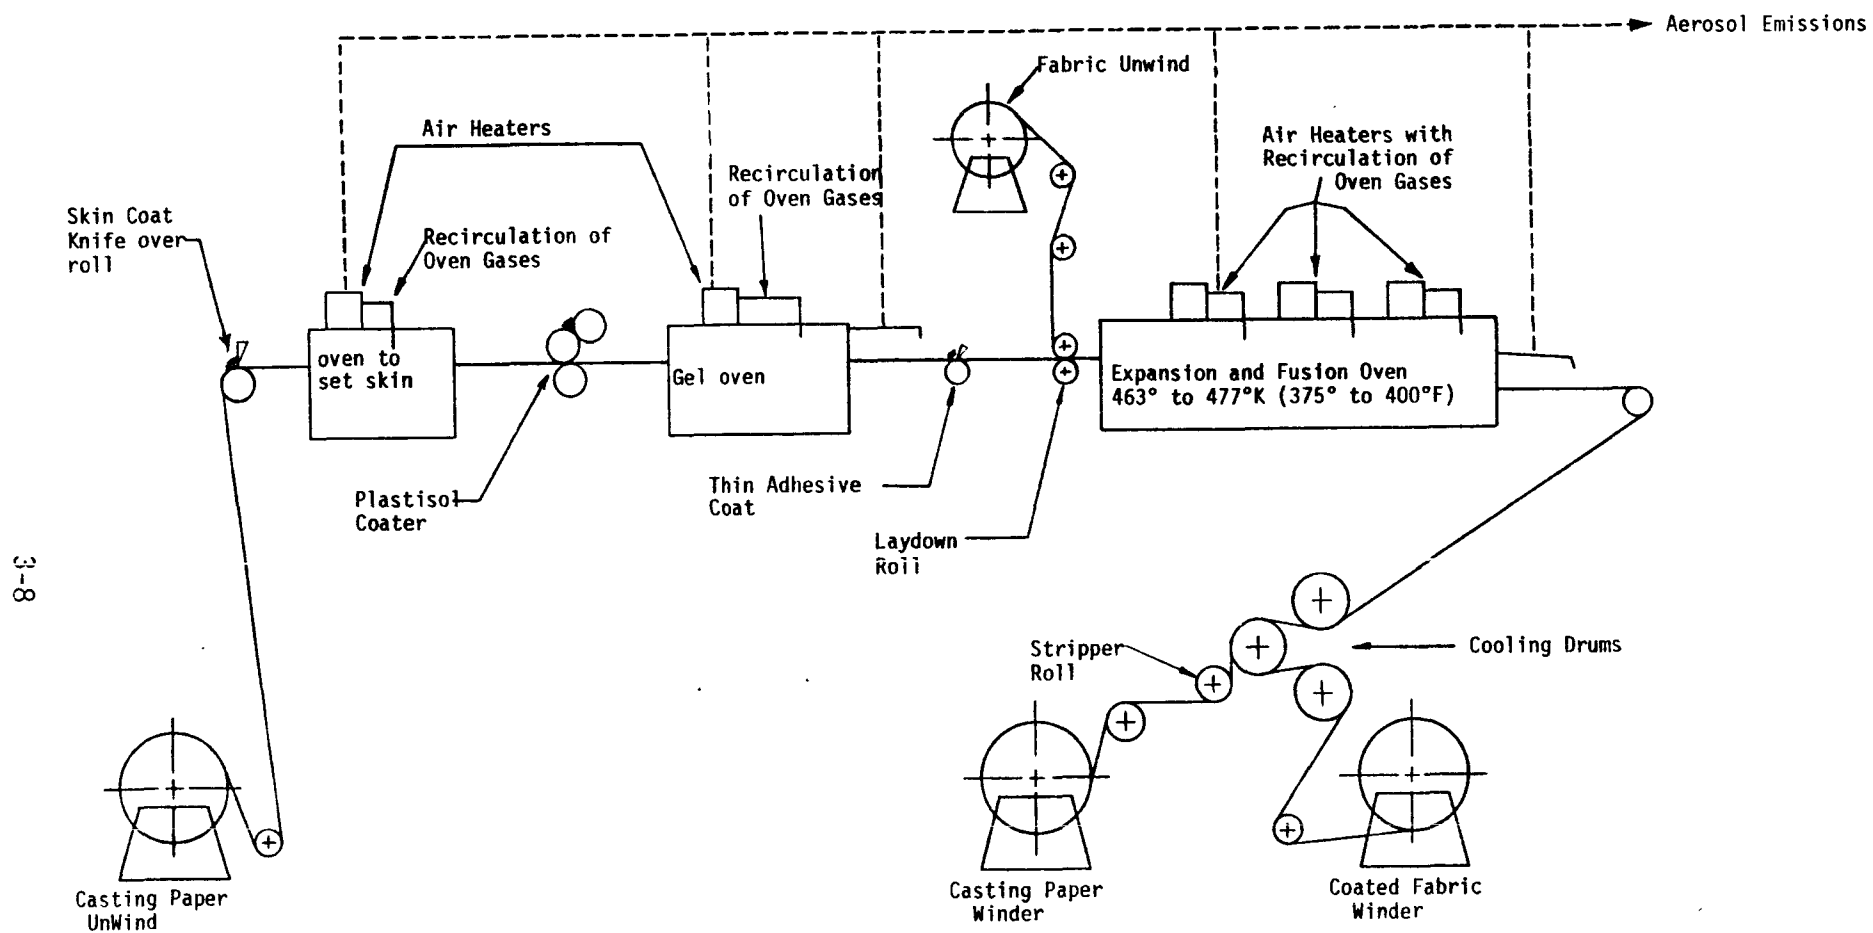 Aerosol Emissions
Fabric Unwind
Air Heaters
Air Heaters with
Recirculation of
Oven Gases
Recirculation
of Oven Gases
Skin Coat
Knife over
roll
Recirculation of
Oven Gases
oven to
set skin
Gel oven
Expansion and Fusion Oven
463° to 477°K (375° to 400°F)
Plastisol
Coater
Thin Adhesive
Coat
Laydown
Roll
3-8
Stripper
Roll
Cooling Drums
Casting Paper
UnWind
Casting Paper
Winder
Coated Fabric
Winder